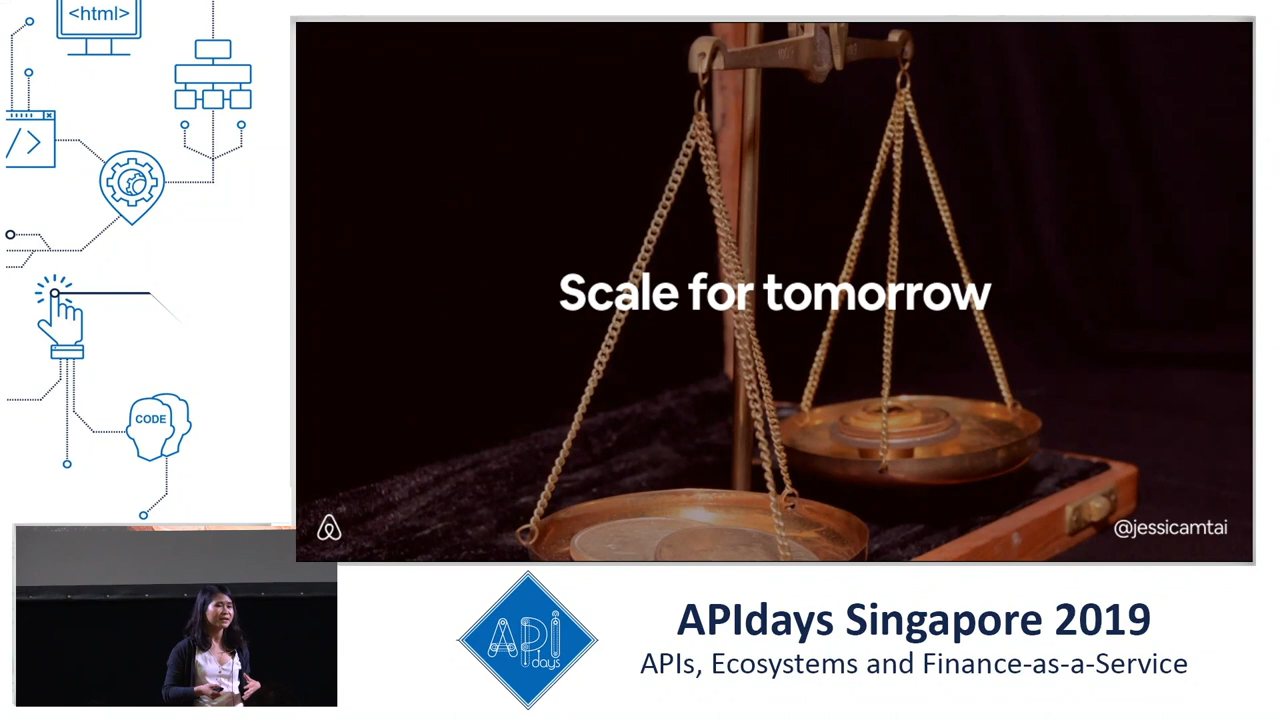 <html>
</>
CODE
Scale for tomorrow
@jessicamtai
API
days
APIdays Singapore 2019
APIs, Ecosystems and Finance-as-a-Service